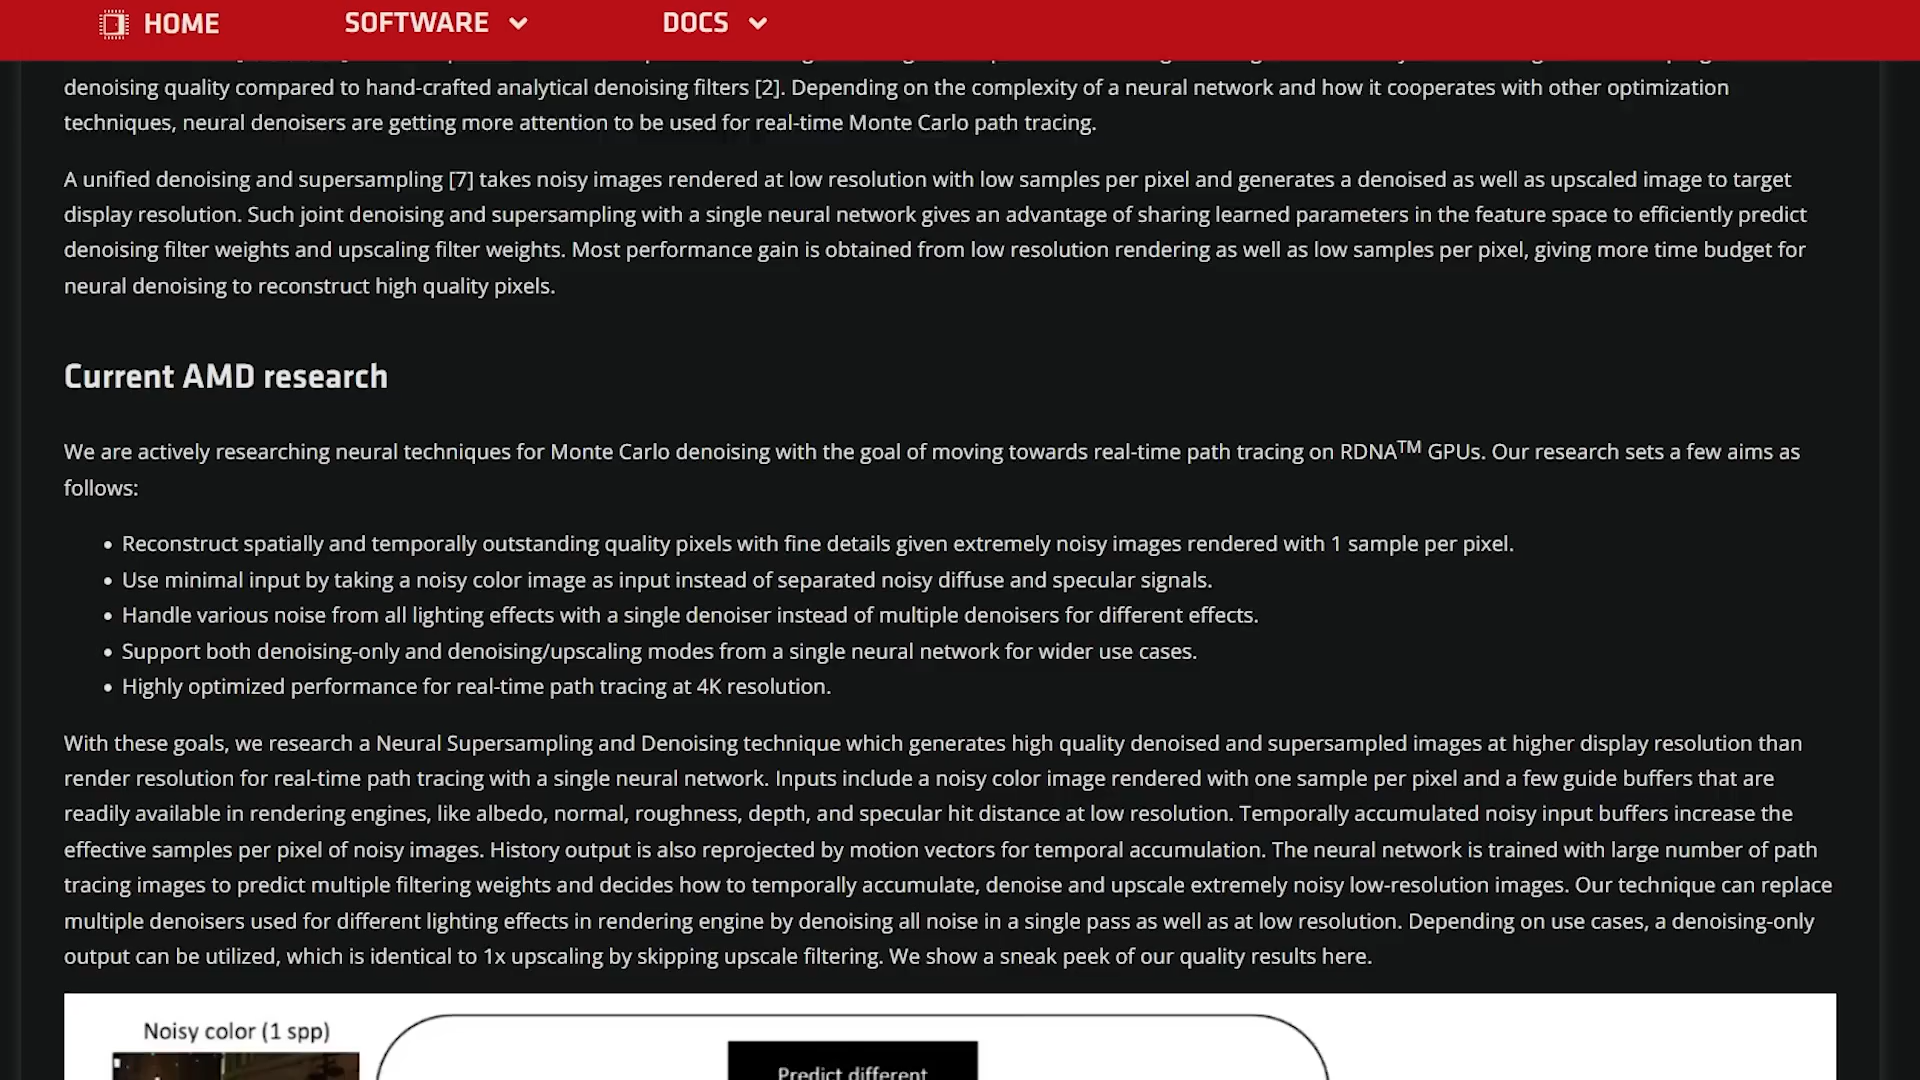 HOME SOFTWARE DOCS
denoising quality compared to hand-crafted analytical denoising filters [2]. Depending on the complexity of a neural network and how it cooperates with other optimization
techniques, neural denoisers are getting more attention to be used for real-time Monte Carlo path tracing.
A unified denoising and supersampling [7] takes noisy images rendered at low resolution with low samples per pixel and generates a denoised as well as upscaled image to target
display resolution. Such joint denoising and supersampling with a single neural network gives an advantage of sharing learned parameters in the feature space to efficiently predict
denoising filter weights and upscaling filter weights. Most performance gain is obtained from low resolution rendering as well as low samples per pixel, giving more time budget for
neural denoising to reconstruct high quality pixels.
Current AMD research
We are actively researching neural techniques for Monte Carlo denoising with the goal of moving towards real-time path tracing on RDNA™ GPUs. Our research sets a few aims as
follows:
• Reconstruct spatially and temporally outstanding quality pixels with fine details given extremely noisy images rendered with 1 sample per pixel.
• Use minimal input by taking a noisy color image as input instead of separated noisy diffuse and specular signals.
• Handle various noise from all lighting effects with a single denoiser instead of multiple denoisers for different effects.
• Support both denoising-only and denoising/upscaling modes from a single neural network for wider use cases.
• Highly optimized performance for real-time path tracing at 4K resolution.
With these goals, we research a Neural Supersampling and Denoising technique which generates high quality denoised and supersampled images at higher display resolution than
render resolution for real-time path tracing with a single neural network. Inputs include a noisy color image rendered with one sample per pixel and a few guide buffers that are
readily available in rendering engines, like albedo, normal, roughness, depth, and specular hit distance at low resolution. Temporally accumulated noisy input buffers increase the
effective samples per pixel of noisy images. History output is also reprojected by motion vectors for temporal accumulation. The neural network is trained with large number of path
tracing images to predict multiple filtering weights and decides how to temporally accumulate, denoise and upscale extremely noisy low-resolution images. Our technique can replace
multiple denoisers used for different lighting effects in rendering engine by denoising all noise in a single pass as well as at low resolution. Depending on use cases, a denoising-only
output can be utilized, which is identical to 1x upscaling by skipping upscale filtering. We show a sneak peek of our quality results here.
Noisy color (1 spp)
Predict different